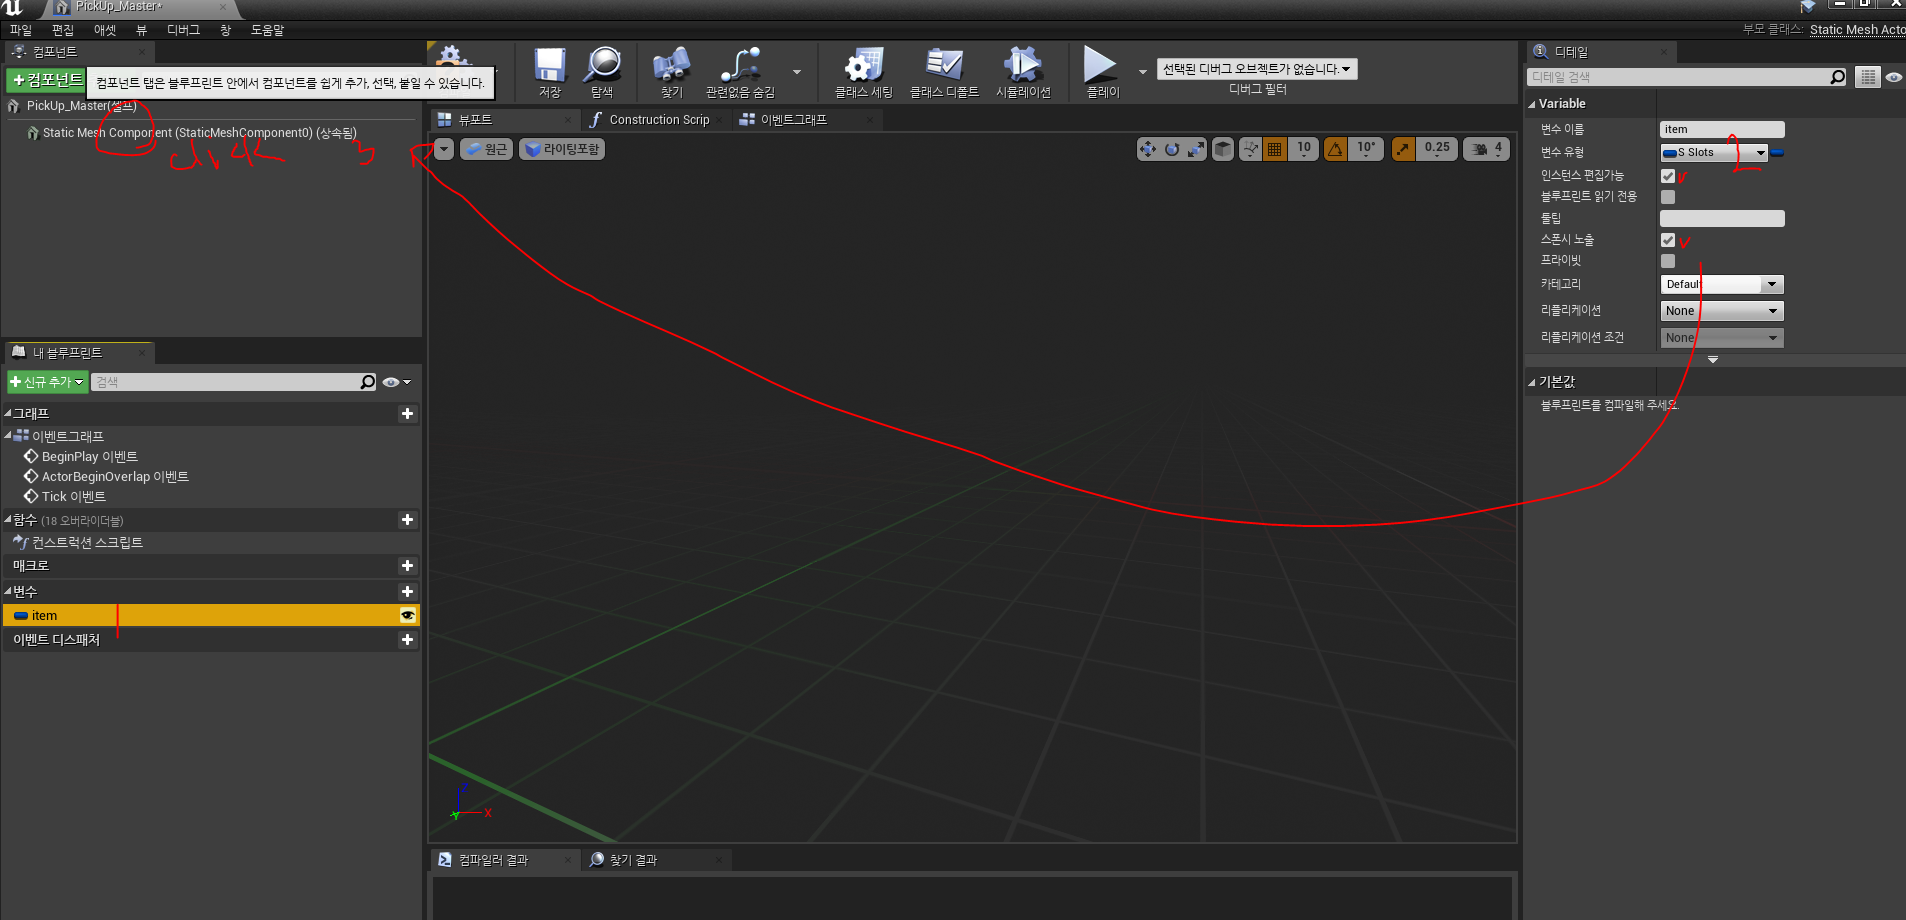 PickUp_Master*
파일 편집 애셋 뷰 디버그 창 도움말
부모 클래스: Static Mesh Acto
컴포넌트
컴포넌트
컴포넌트 탭은 블루프린트 안에서 컴포넌트를 쉽게 추가, 선택, 붙일 수 있습니다.
PickUp_Master(셀프)
Static Mesh Component (StaticMeshComponent0) (상속됨)
click 3
저장 탐색 찾기 관련없음 숨김 클래스 세팅 클래스 디폴트 시뮬레이션 플레이
선택된 디버그 오브젝트가 없습니다.
디버그 필터
뷰포트 Construction Scrip 이벤트그래프
원근 라이팅포함
10 10° 0.25 4
X
내 블루프린트
신규 추가 검색
그래프
이벤트그래프
BeginPlay 이벤트
ActorBeginOverlap 이벤트
Tick 이벤트
함수 (18 오버라이더블)
컨스트럭션 스크립트
매크로
변수
item
이벤트 디스패처
컴파일러 결과 찾기 결과
디테일
디테일 검색
Variable
변수 이름 item
변수 유형 S Slots 2
인스턴스 편집가능 v
블루프린트 읽기 전용
툴팁
스폰시 노출 v
프라이빗
카테고리 Default
리플리케이션 None
리플리케이션 조건 None
기본값
블루프린트를 컴파일해 주세요.